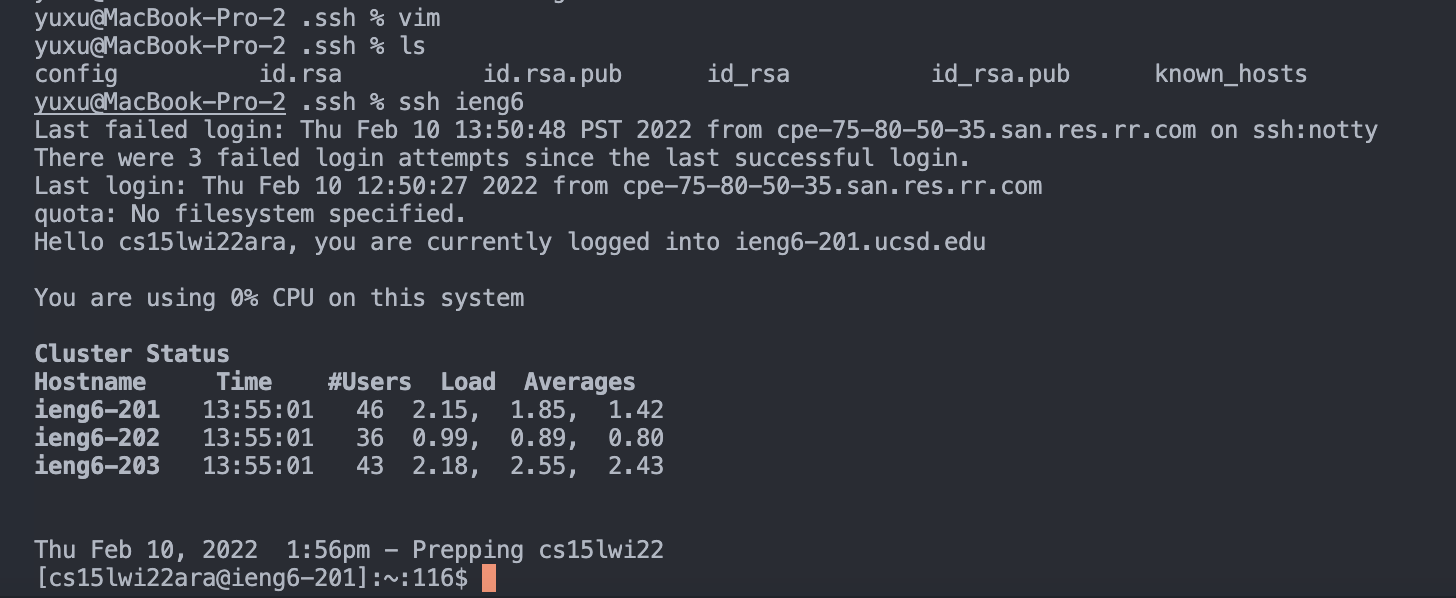 yuxu@MacBook-Pro-2 .ssh % vim
yuxu@MacBook-Pro-2 .ssh % ls
config          id.rsa          id.rsa.pub      id_rsa          id_rsa.pub      known_hosts
yuxu@MacBook-Pro-2 .ssh % ssh ieng6
Last failed login: Thu Feb 10 13:50:48 PST 2022 from cpe-75-80-50-35.san.res.rr.com on ssh:notty
There were 3 failed login attempts since the last successful login.
Last login: Thu Feb 10 12:50:27 2022 from cpe-75-80-50-35.san.res.rr.com
quota: No filesystem specified.
Hello cs15lwi22ara, you are currently logged into ieng6-201.ucsd.edu
You are using 0% CPU on this system
Cluster Status
Hostname     Time    #Users  Load  Averages
ieng6-201   13:55:01   46  2.15,  1.85,  1.42
ieng6-202   13:55:01   36  0.99,  0.89,  0.80
ieng6-203   13:55:01   43  2.18,  2.55,  2.43
Thu Feb 10, 2022  1:56pm - Prepping cs15lwi22
[cs15lwi22ara@ieng6-201]:~:116$